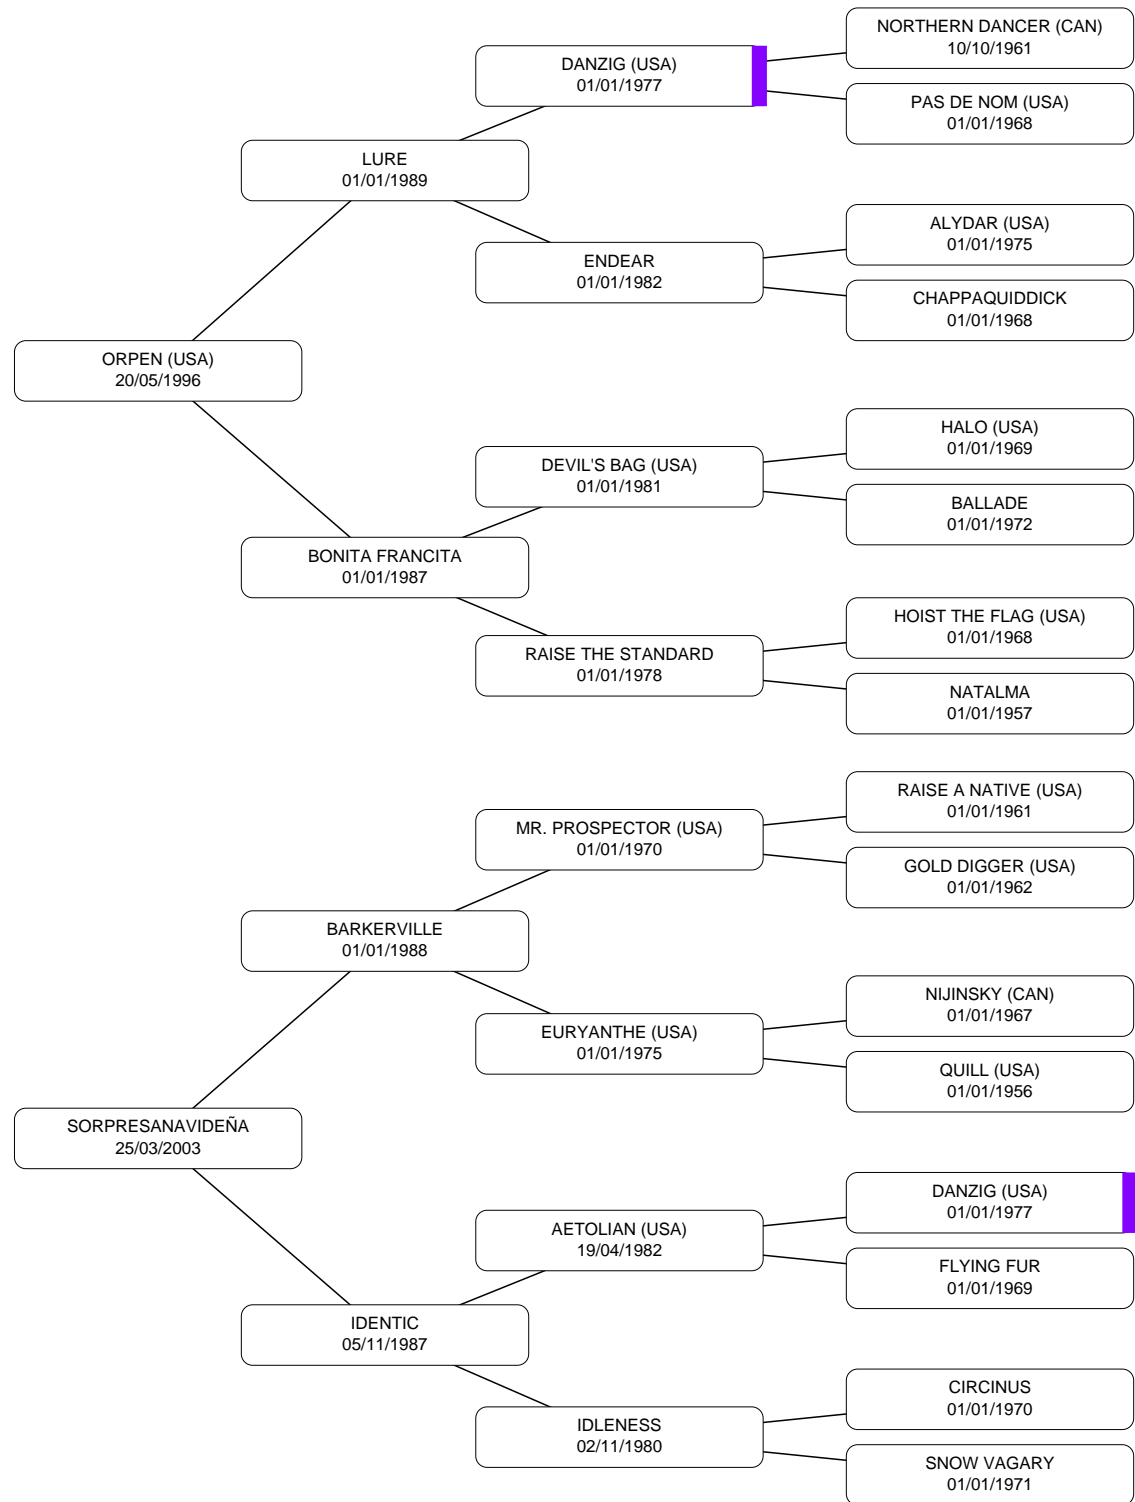 NORTHERN DANCER (CAN)
10/10/1961
DANZIG (USA)
01/01/1977
PAS DE NOM (USA)
01/01/1968
LURE
01/01/1989
ALYDAR (USA)
01/01/1975
ENDEAR
01/01/1982
CHAPPAQUIDDICK
01/01/1968
ORPEN (USA)
20/05/1996
HALO (USA)
01/01/1969
DEVIL'S BAG (USA)
01/01/1981
BALLADE
01/01/1972
BONITA FRANCITA
01/01/1987
HOIST THE FLAG (USA)
01/01/1968
RAISE THE STANDARD
01/01/1978
NATALMA
01/01/1957
RAISE A NATIVE (USA)
01/01/1961
MR. PROSPECTOR (USA)
01/01/1970
GOLD DIGGER (USA)
01/01/1962
BARKERVILLE
01/01/1988
NIJINSKY (CAN)
01/01/1967
EURYANTHE (USA)
01/01/1975
QUILL (USA)
01/01/1956
SORPRESANAVIDEÑA
25/03/2003
DANZIG (USA)
01/01/1977
AETOLIAN (USA)
19/04/1982
FLYING FUR
01/01/1969
IDENTIC
05/11/1987
CIRCINUS
01/01/1970
IDLENESS
02/11/1980
SNOW VAGARY
01/01/1971